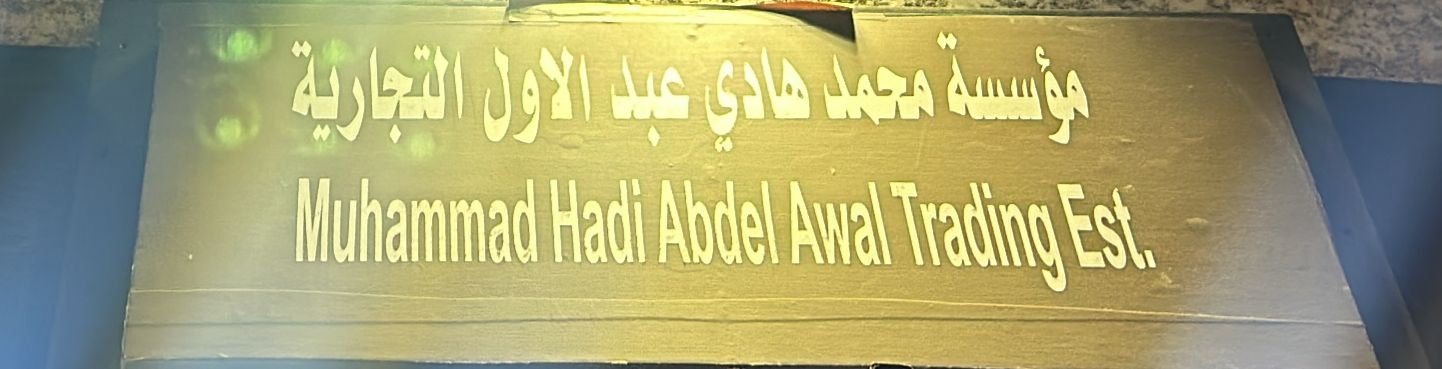 مؤسسة محمد هادي عبد الاول التجارية
Muhammad Hadi Abdel Awal Trading Est.